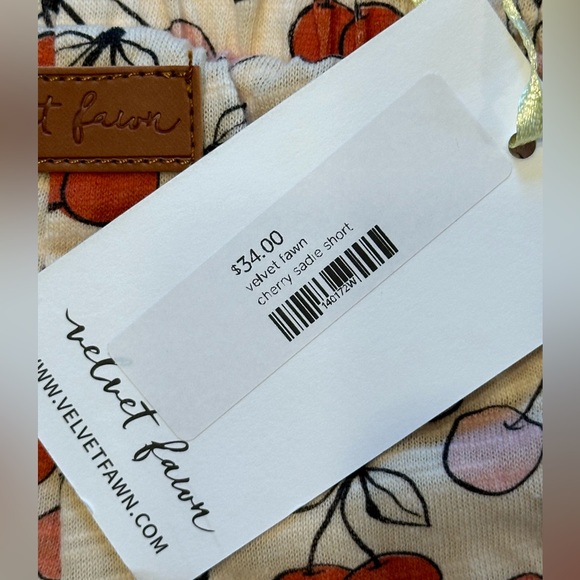 t fawn
$34.00
velvet fawn
cherry sadie short
140172W
velvet fawn
WWW.VELVETFAWN.COM